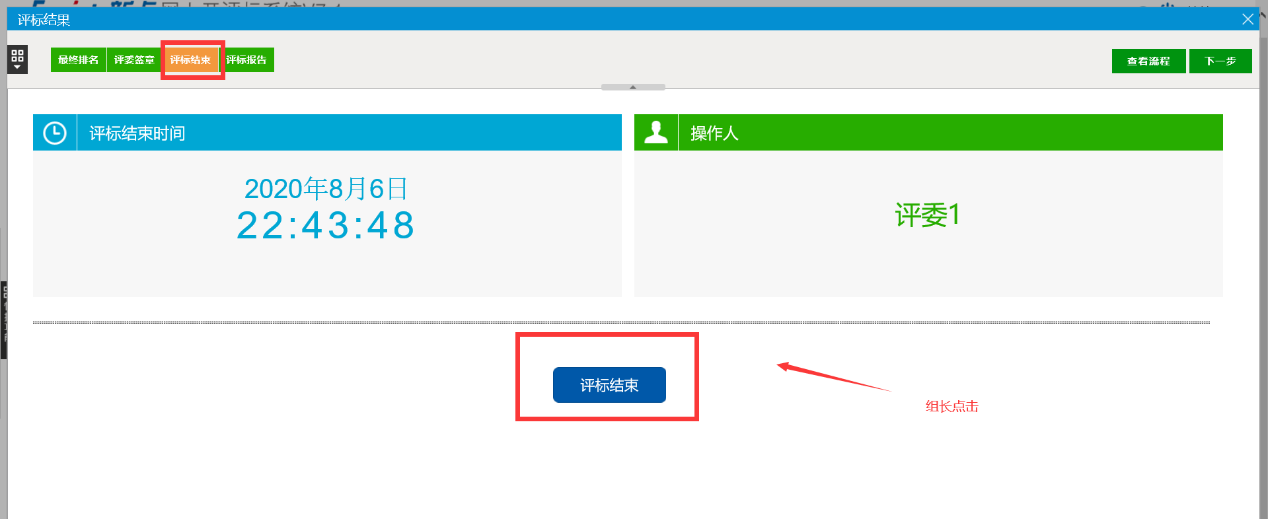 评标结果
最终排名
评委签章
评标结束
评标报告
查看流程
下一步
评标结束时间
操作人
2020年8月6日
22:43:48
评委1
评标结束
组长点击